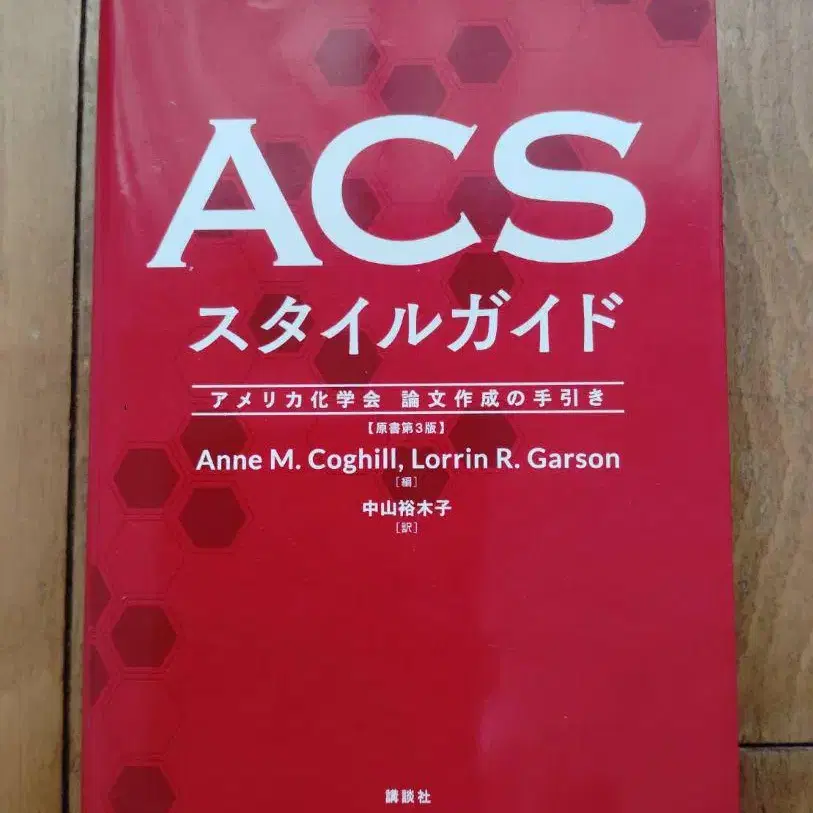 ACS
スタイルガイド
アメリカ化学会 論文作成の手引き
【原書第3版】
Anne M. Coghill, Lorrin R. Garson
[編]
中山裕木子
[訳]
講談社